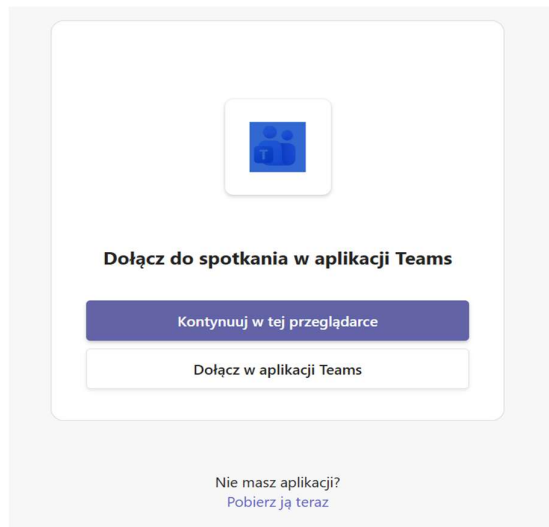 T
Dołącz do spotkania w aplikacji Teams
Kontynuuj w tej przeglądarce
Dołącz w aplikacji Teams
Nie masz aplikacji?
Pobierz ją teraz